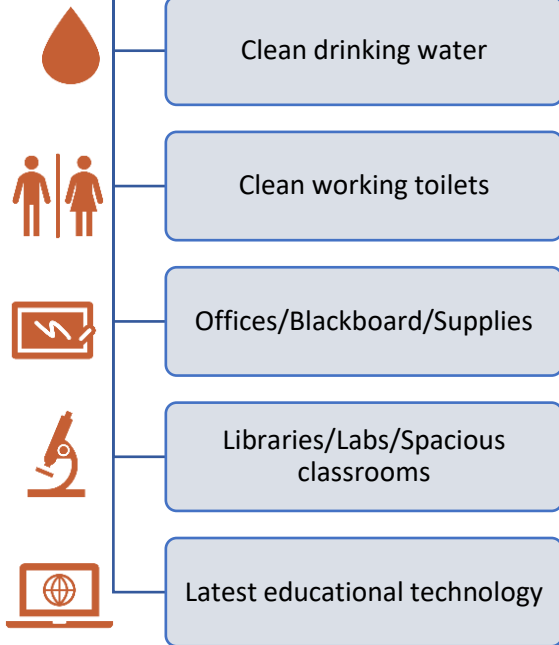 Clean drinking water
Clean working toilets
Offices/Blackboard/Supplies
Libraries/Labs/Spacious
classrooms
Latest educational technology